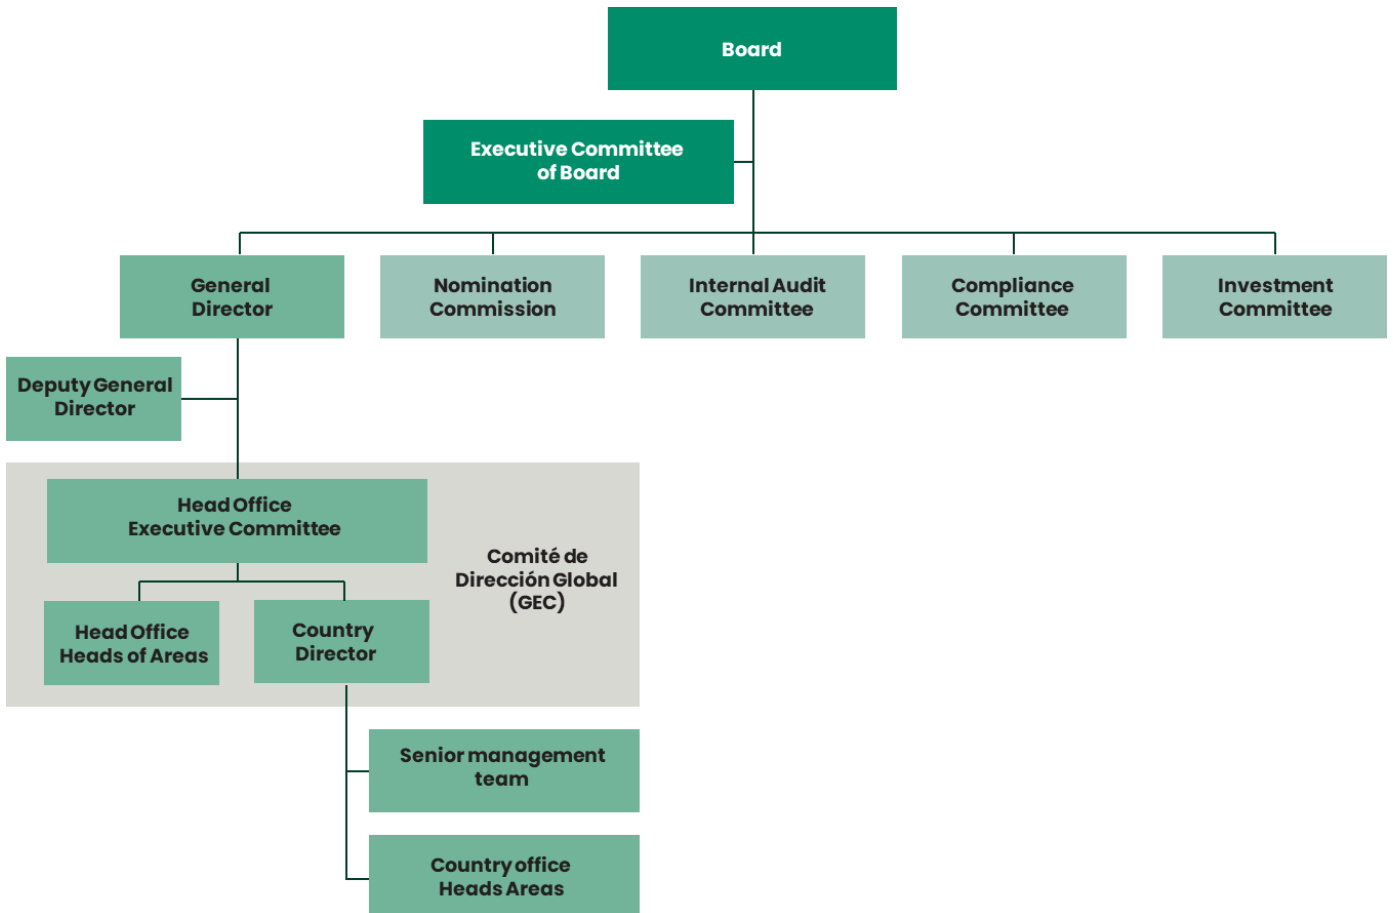 Board
Executive Committee
of Board
General
Director
Nomination
Commission
Internal Audit
Committee
Compliance
Committee
Investment
Committee
Deputy General
Director
Head Office
Executive Committee
Comité de
Dirección Global
(GEC)
Head Office
Heads of Areas
Country
Director
Senior management
team
Country office
Heads Areas